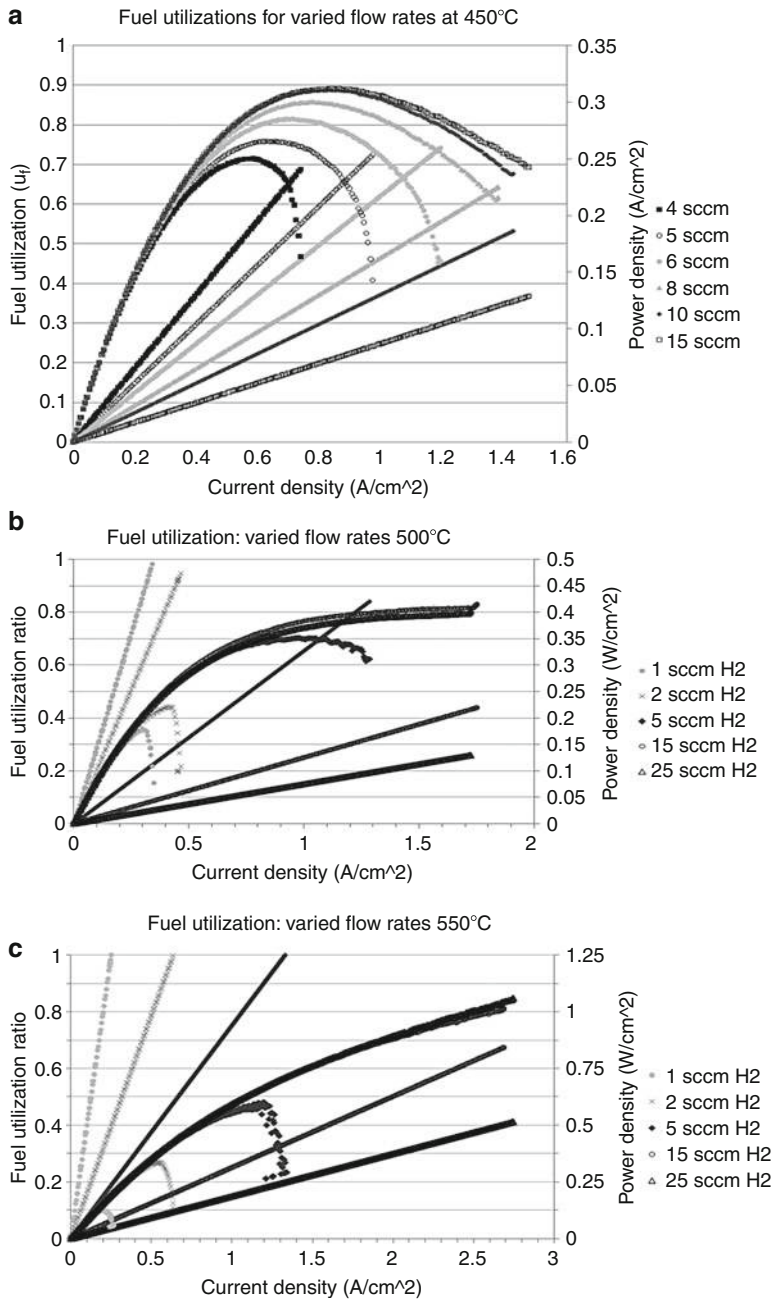 a
Fuel utilizations for varied flow rates at 450°C
1
0.9
0.8
0.7
0.6
0.5
0.4
0.3
0.2
0.1
0
Fuel utilization (uf)
0
0.2
0.4
0.6
0.8
1
1.2
1.4
1.6
Current density (A/cm^2)
0.35
0.3
0.25
0.2
0.15
0.1
0.05
0
Power density (A/cm^2)
4 sccm
5 sccm
6 sccm
8 sccm
10 sccm
15 sccm
b
Fuel utilization: varied flow rates 500°C
1
0.8
0.6
0.4
0.2
0
Fuel utilization ratio
0
0.5
1
1.5
2
Current density (A/cm^2)
0.5
0.45
0.4
0.35
0.3
0.25
0.2
0.15
0.1
0.05
0
Power density (W/cm^2)
1 sccm H2
2 sccm H2
5 sccm H2
15 sccm H2
25 sccm H2
Fuel utilization: varied flow rates 550°C
c
1
0.8
0.6
0.4
0.2
0
Fuel utilization ratio
0
0.5
1
1.5
2
2.5
3
Current density (A/cm^2)
1.25
1
0.75
0.5
0.25
0
Power density (W/cm^2)
1 sccm H2
2 sccm H2
5 sccm H2
15 sccm H2
25 sccm H2